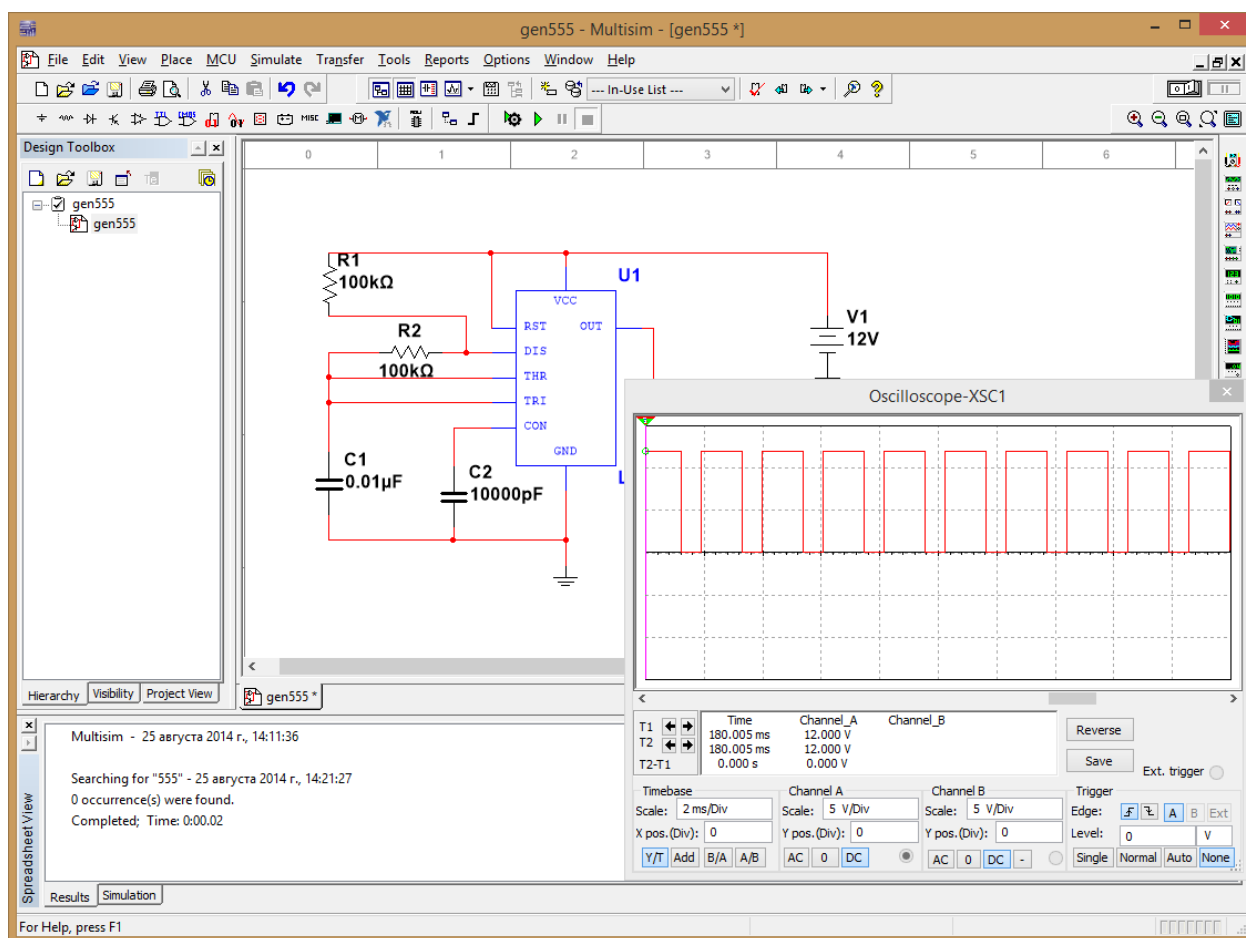 gen555 - Multisim - [gen555 *]
File Edit View Place MCU Simulate Transfer Tools Reports Options Window Help
--- In-Use List ---
MISC
Design Toolbox
gen555
gen555
0 1 2 3 4 5 6
R1
100kΩ
R2
100kΩ
U1
VCC
RST OUT
DIS
THR
TRI
CON
GND
V1
12V
C1
0.01µF
C2
10000pF
Hierarchy Visibility Project View
gen555 *
Oscilloscope-XSC1
Time Channel_A Channel_B
T1 180.005 ms 12.000 V
T2 180.005 ms 12.000 V
T2-T1 0.000 s 0.000 V
Reverse
Save
Ext. trigger
Timebase
Scale: 2 ms/Div
X pos.(Div): 0
Y/T Add B/A A/B
Channel A
Scale: 5 V/Div
Y pos.(Div): 0
AC 0 DC
Channel B
Scale: 5 V/Div
Y pos.(Div): 0
AC 0 DC -
Trigger
Edge: A B Ext
Level: 0 V
Single Normal Auto None
Spreadsheet View
Multisim - 25 августа 2014 г., 14:11:36
Searching for "555" - 25 августа 2014 г., 14:21:27
0 occurrence(s) were found.
Completed; Time: 0:00.02
Results Simulation
For Help, press F1